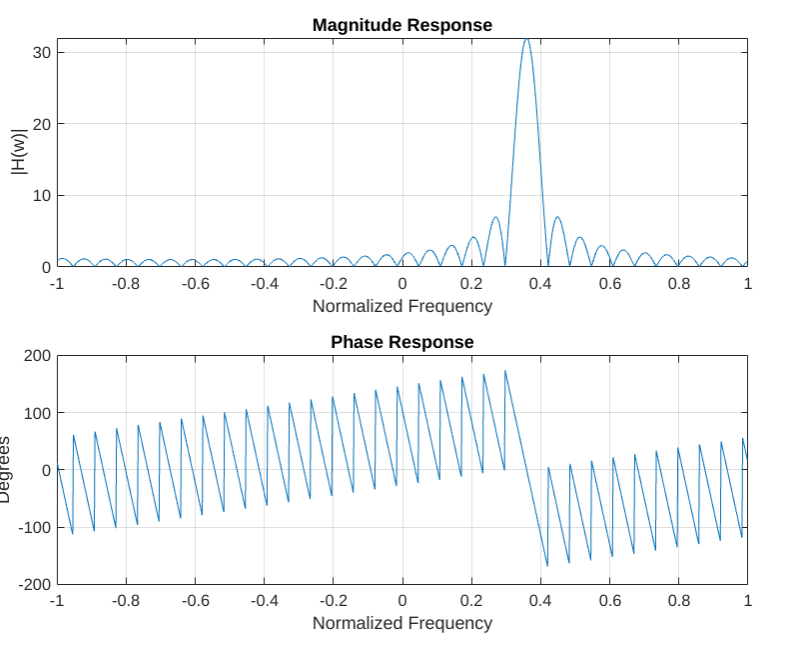 Magnitude Response
|H(w)|
30
20
10
0
-1 -0.8 -0.6 -0.4 -0.2 0 0.2 0.4 0.6 0.8 1
Normalized Frequency
Phase Response
Degrees
200
100
0
-100
-200
-1 -0.8 -0.6 -0.4 -0.2 0 0.2 0.4 0.6 0.8 1
Normalized Frequency